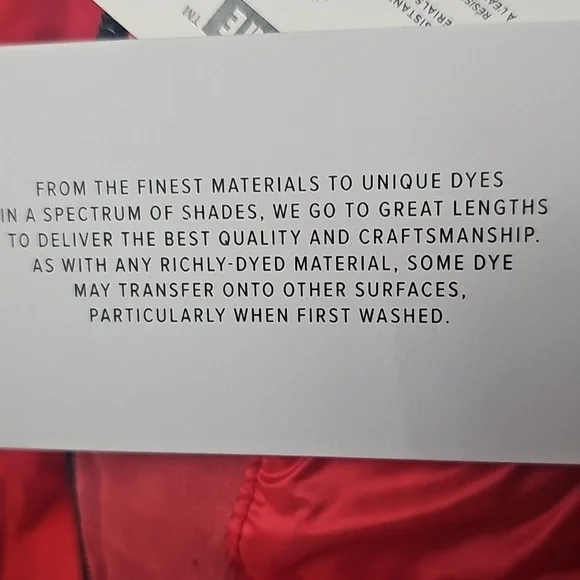 FROM THE FINEST MATERIALS TO UNIQUE DYES
IN A SPECTRUM OF SHADES, WE GO TO GREAT LENGTHS
TO DELIVER THE BEST QUALITY AND CRAFTSMANSHIP.
AS WITH ANY RICHLY-DYED MATERIAL, SOME DYE
MAY TRANSFER ONTO OTHER SURFACES,
PARTICULARLY WHEN FIRST WASHED.